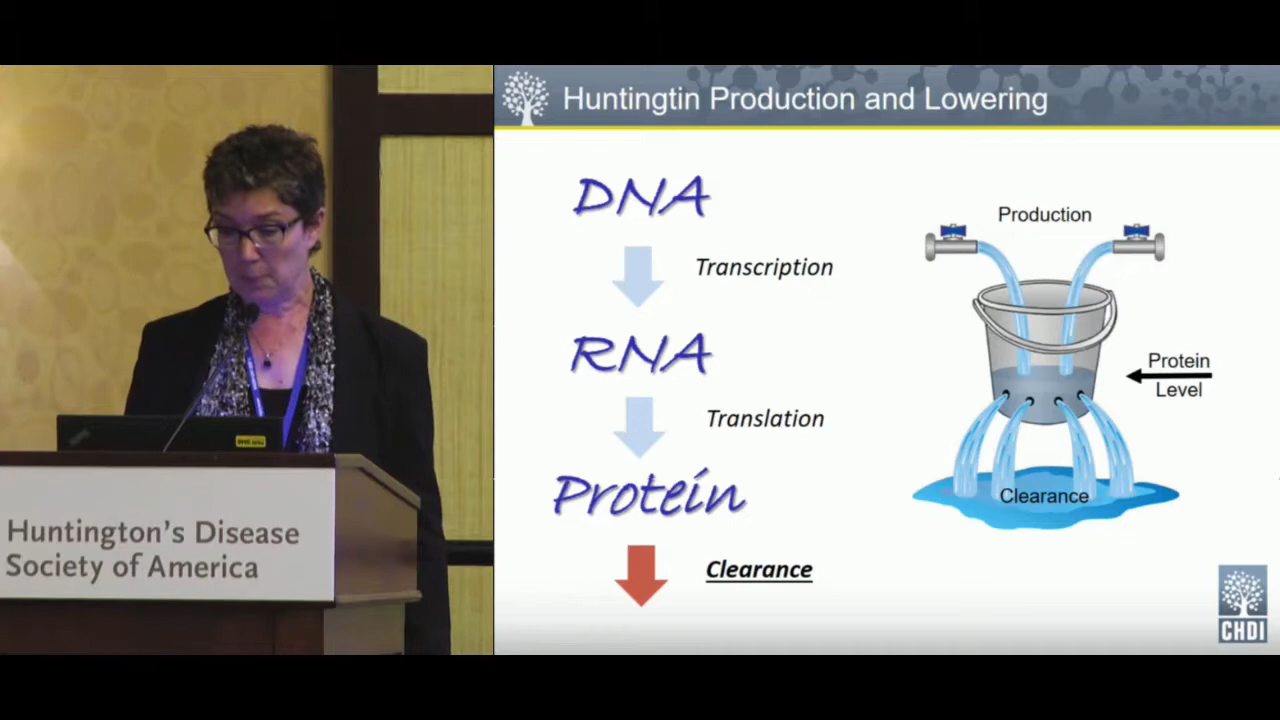 Huntingtin Production and Lowering
DNA
Transcription
RNA
Translation
Protein
Clearance
Production
Protein
Level
Clearance
CHDI
Huntington's Disease
Society of America